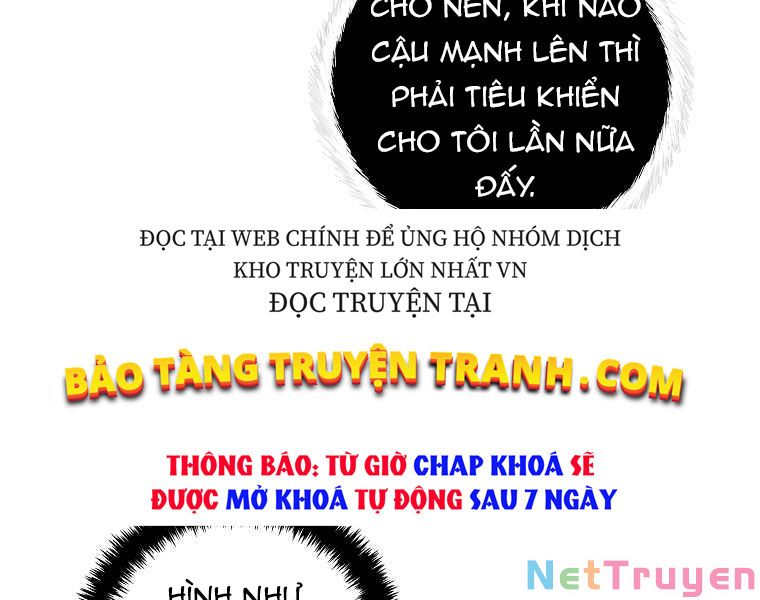 CHO NÊN, KHI NÀO
CẬU MẠNH LÊN THÌ
PHẢI TIÊU KHIỂN
CHO TÔI LẦN NỮA
ĐẤY.
ĐỌC TẠI WEB CHÍNH ĐỂ ỦNG HỘ NHÓM DỊCH
KHO TRUYỆN LỚN NHẤT VN
ĐỌC TRUYỆN TẠI
BẢO TÀNG TRUYỆN TRANH.COM
THÔNG BÁO: TỪ GIỜ CHAP KHOÁ SẼ
ĐƯỢC MỞ KHOÁ TỰ ĐỘNG SAU 7 NGÀY
HÌNH NHƯ
NetTruyen